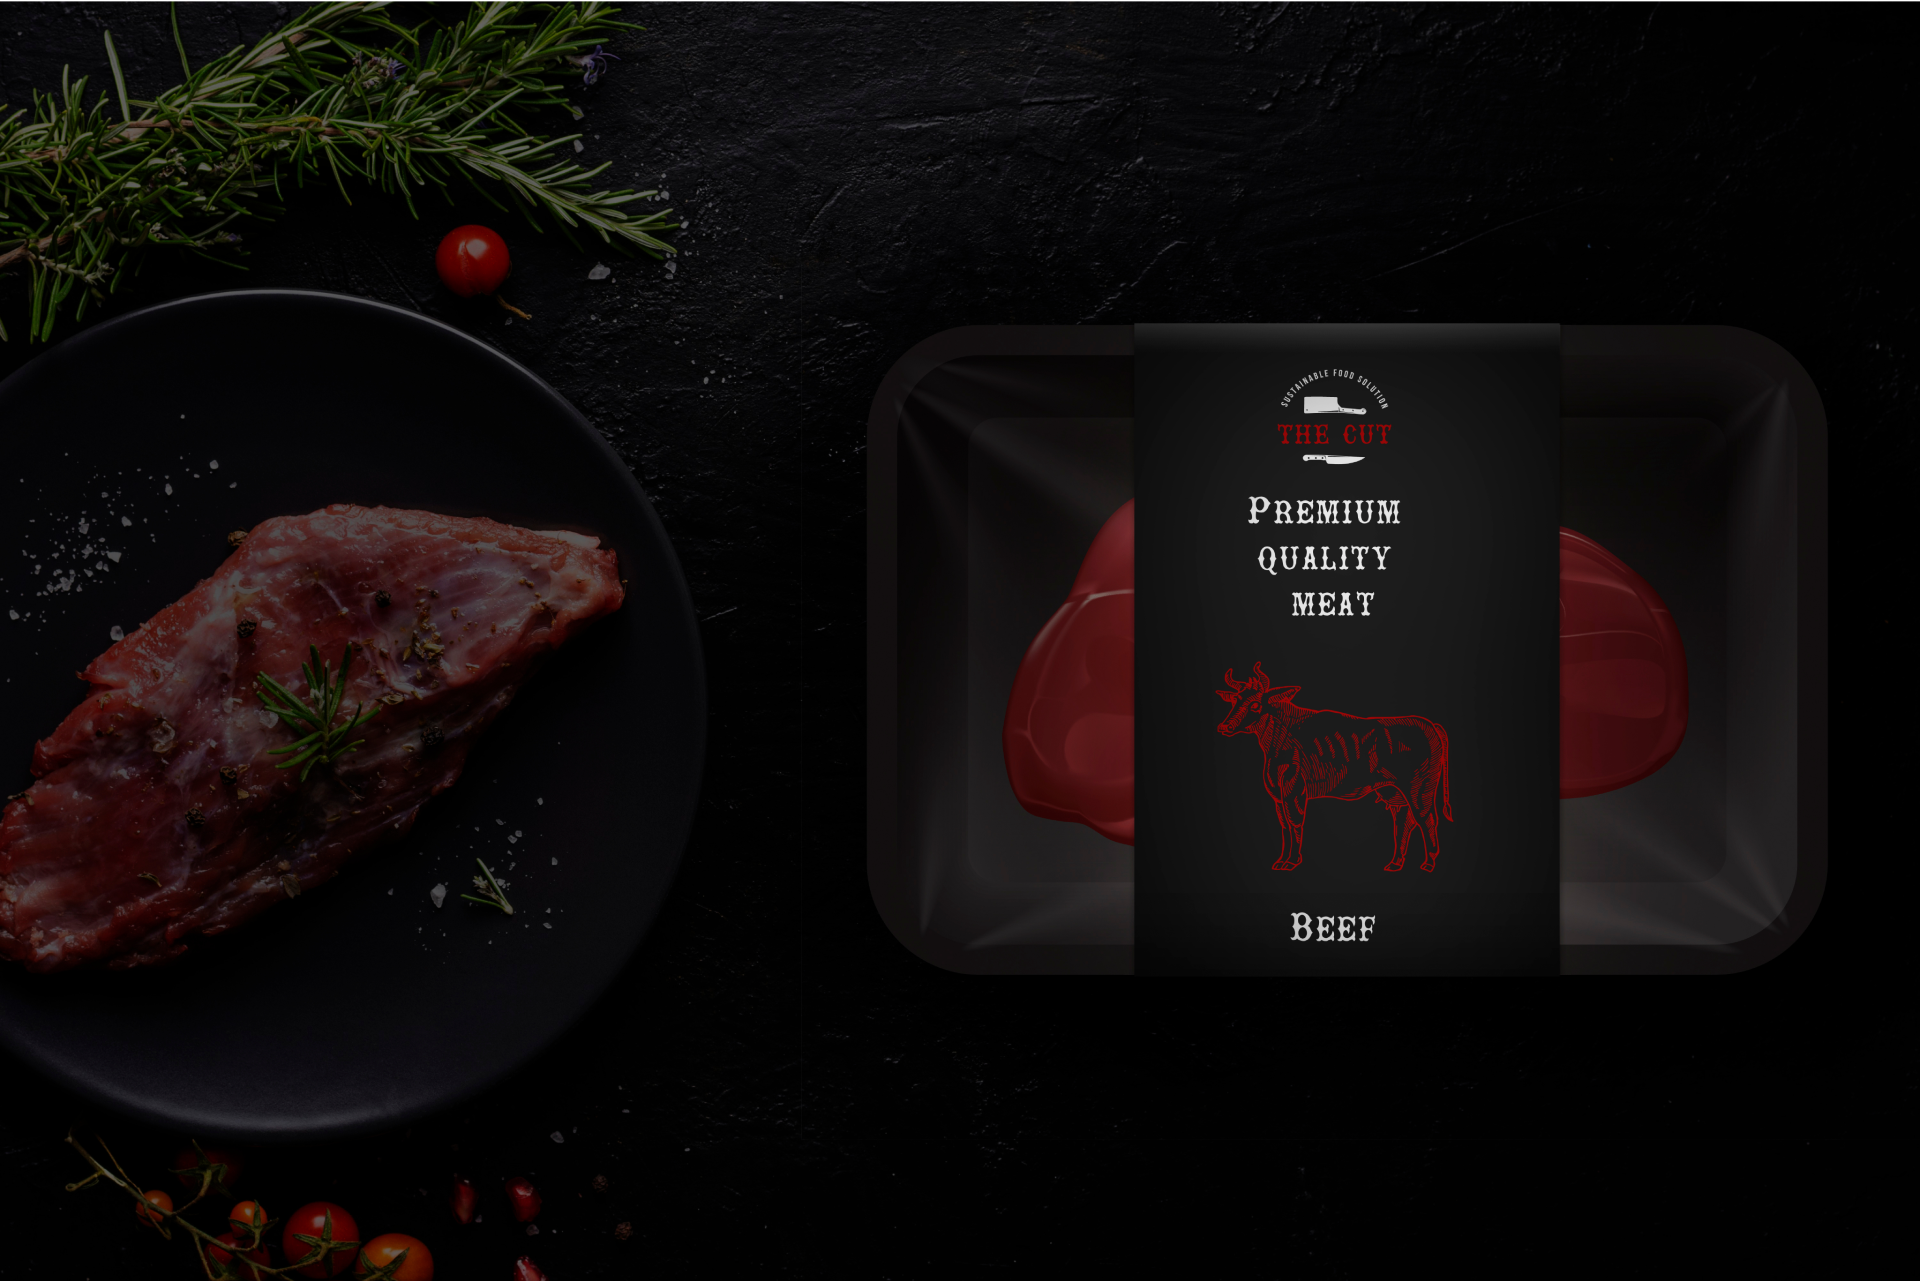 SUSTAINABLE FOOD SOLUTION
THE CUT
PREMIUM
QUALITY
MEAT
BEEF